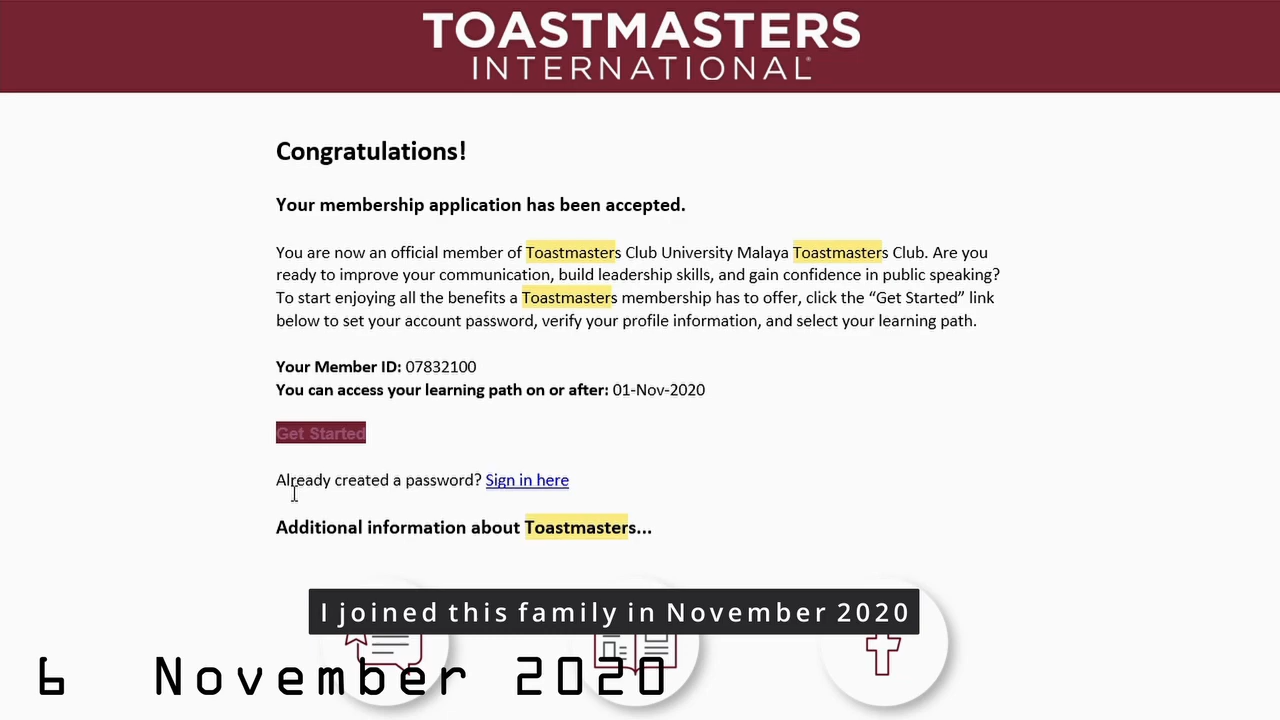 TOASTMASTERS
INTERNATIONAL
Congratulations!
Your membership application has been accepted.
You are now an official member of Toastmasters Club University Malaya Toastmasters Club. Are you
ready to improve your communication, build leadership skills, and gain confidence in public speaking?
To start enjoying all the benefits a Toastmasters membership has to offer, click the “Get Started” link
below to set your account password, verify your profile information, and select your learning path.
Your Member ID: 07832100
You can access your learning path on or after: 01-Nov-2020
Get Started
Already created a password? Sign in here
Additional information about Toastmasters...
I joined this family in November 2020
6 November 2020